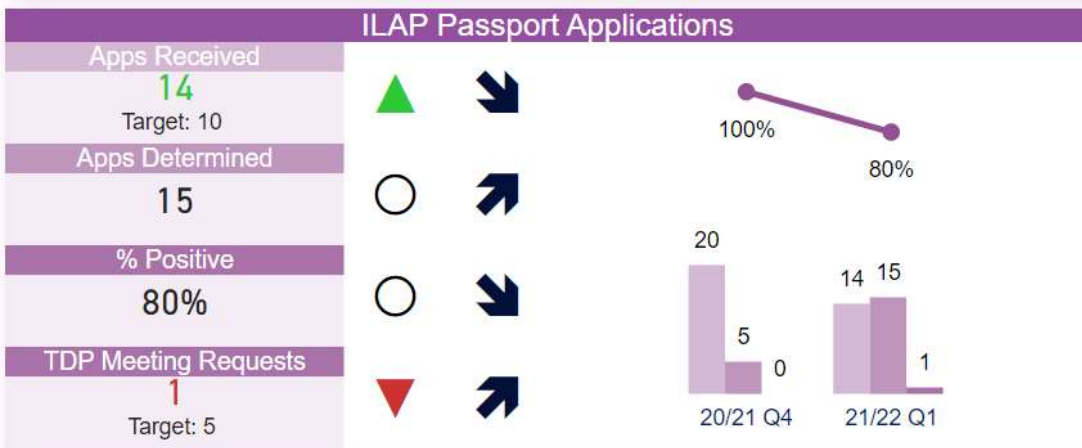 ILAP Passport Applications
Apps Received
14
Target: 10
Apps Determined
15
% Positive
80%
TDP Meeting Requests
1
Target: 5
100%
80%
20
5
0
14
15
1
20/21 Q4
21/22 Q1